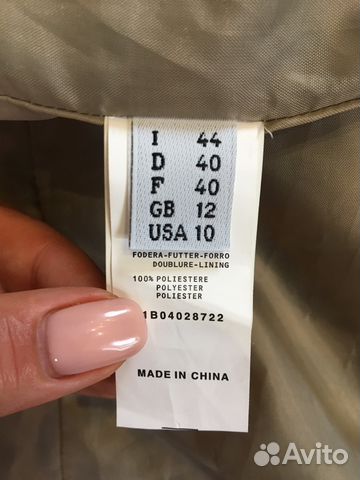 I 44
D 40
F 40
GB 12
USA 10
FODERA-FUTTER-FORRO
DOUBLURE-LINING
100% POLIESTERE
POLYESTER
POLIESTER
1B04028722
MADE IN CHINA
Avito